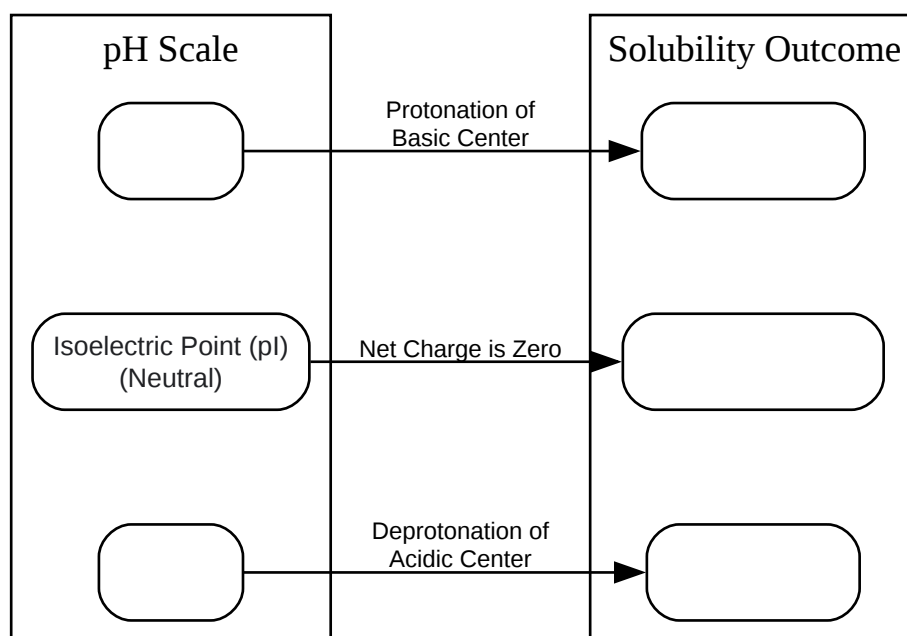 pH Scale
Solubility Outcome
Protonation of
Basic Center
Isoelectric Point (pI)
(Neutral)
Net Charge is Zero
Deprotonation of
Acidic Center